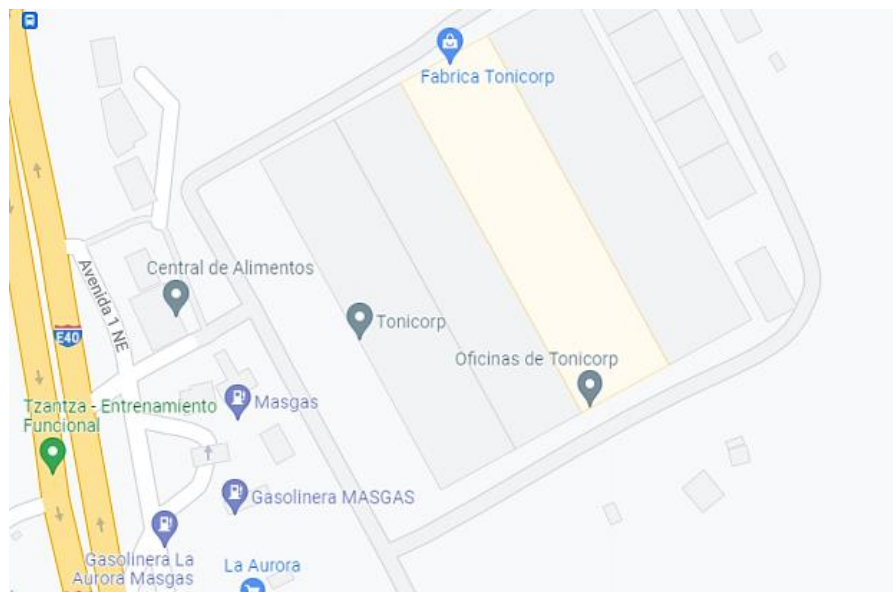 Fabrica Tonicorp
Central de Alimentos
Avenida 1 NE
Tonicorp
E40
Oficinas de Tonicorp
Tzantza - Entrenamiento
Funcional
Masgas
Gasolinera MASGAS
Gasolinera La
Aurora Masgas
La Aurora